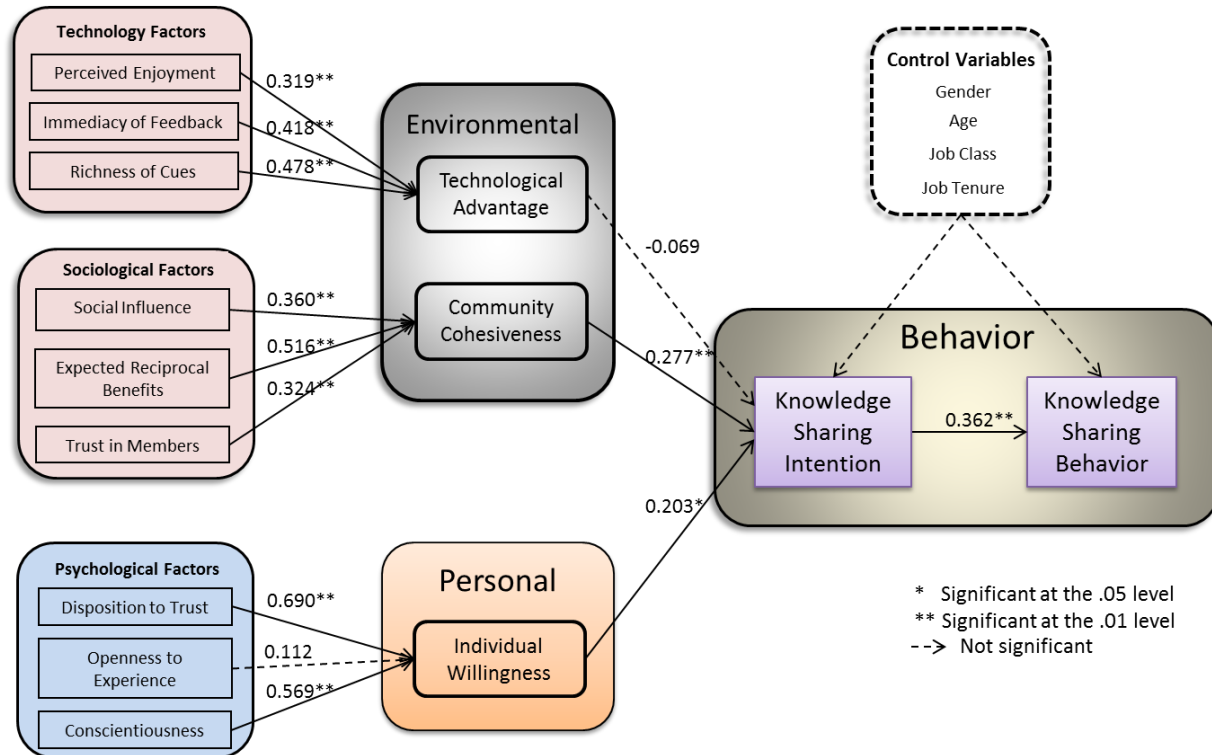 Technology Factors
Perceived Enjoyment
Immediacy of Feedback
Richness of Cues
0.319**
0.418**
0.478**
Environmental
Technological
Advantage
Community
Cohesiveness
Control Variables
Gender
Age
Job Class
Job Tenure
Sociological Factors
Social Influence
Expected Reciprocal
Benefits
Trust in Members
0.360**
0.516**
0.324**
-0.069
0.277**
0.203*
Behavior
Knowledge
Sharing
Intention
0.362**
Knowledge
Sharing
Behavior
Psychological Factors
Disposition to Trust
Openness to
Experience
Conscientiousness
0.690**
0.112
0.569**
Personal
Individual
Willingness
* Significant at the .05 level
** Significant at the .01 level
Not significant